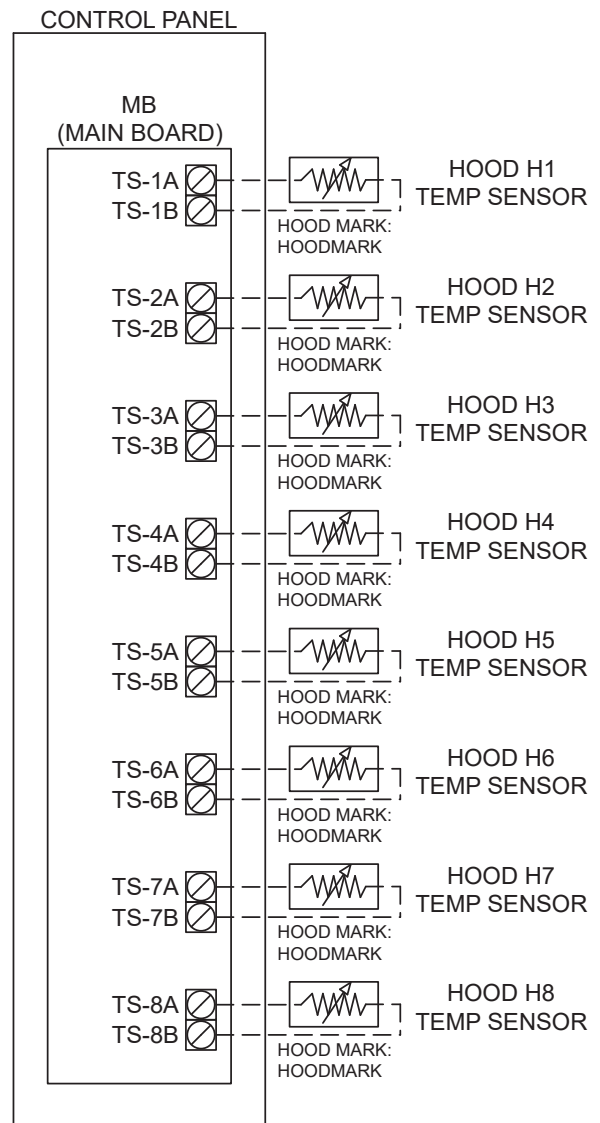 CONTROL PANEL
MB
(MAIN BOARD)
TS-1A
TS-1B
HOOD H1
TEMP SENSOR
HOOD MARK:
HOODMARK
TS-2A
TS-2B
HOOD H2
TEMP SENSOR
HOOD MARK:
HOODMARK
TS-3A
TS-3B
HOOD H3
TEMP SENSOR
HOOD MARK:
HOODMARK
TS-4A
TS-4B
HOOD H4
TEMP SENSOR
HOOD MARK:
HOODMARK
TS-5A
TS-5B
HOOD H5
TEMP SENSOR
HOOD MARK:
HOODMARK
TS-6A
TS-6B
HOOD H6
TEMP SENSOR
HOOD MARK:
HOODMARK
TS-7A
TS-7B
HOOD H7
TEMP SENSOR
HOOD MARK:
HOODMARK
TS-8A
TS-8B
HOOD H8
TEMP SENSOR
HOOD MARK:
HOODMARK